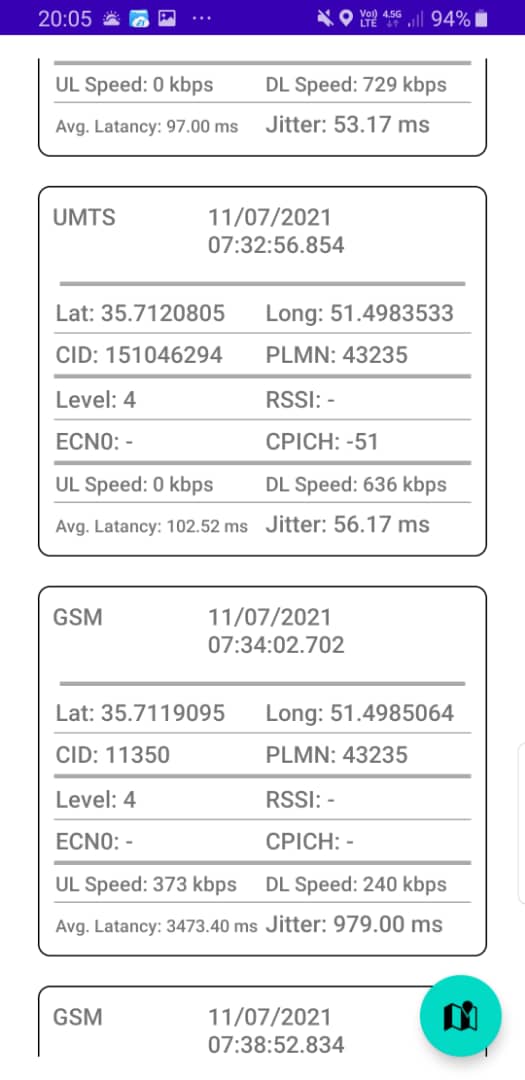 20:05 ... Vo) LTE 4.5G 94%
UL Speed: 0 kbps DL Speed: 729 kbps
Avg. Latancy: 97.00 ms Jitter: 53.17 ms
UMTS 11/07/2021
07:32:56.854
Lat: 35.7120805 Long: 51.4983533
CID: 151046294 PLMN: 43235
Level: 4 RSSI: -
ECN0: - CPICH: -51
UL Speed: 0 kbps DL Speed: 636 kbps
Avg. Latancy: 102.52 ms Jitter: 56.17 ms
GSM 11/07/2021
07:34:02.702
Lat: 35.7119095 Long: 51.4985064
CID: 11350 PLMN: 43235
Level: 4 RSSI: -
ECN0: - CPICH: -
UL Speed: 373 kbps DL Speed: 240 kbps
Avg. Latancy: 3473.40 ms Jitter: 979.00 ms
GSM 11/07/2021
07:38:52.834